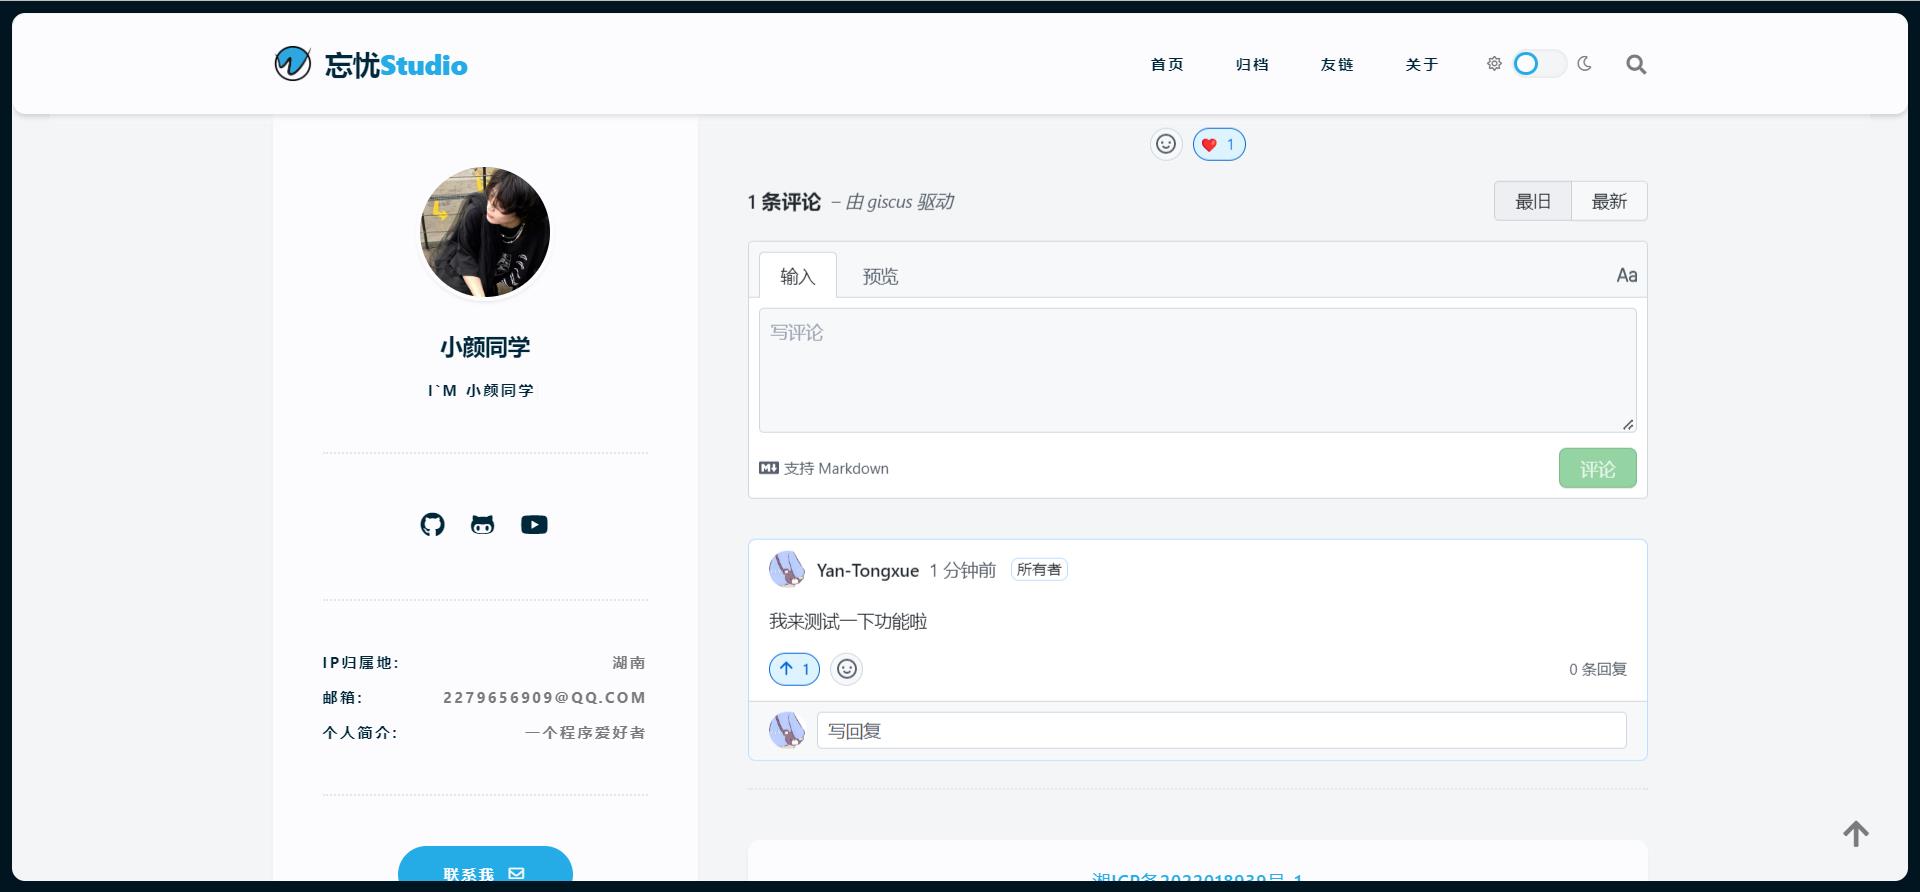 忘忧Studio
首页 归档 友链 关于
小颜同学
I`M 小颜同学
IP归属地: 湖南
邮箱: 2279656909@QQ.COM
个人简介: 一个程序爱好者
联系我
1
1 条评论 – 由 giscus 驱动
最旧 最新
输入 预览 Aa
写评论
支持 Markdown
评论
Yan-Tongxue 1 分钟前 所有者
我来测试一下功能啦
1
0 条回复
写回复